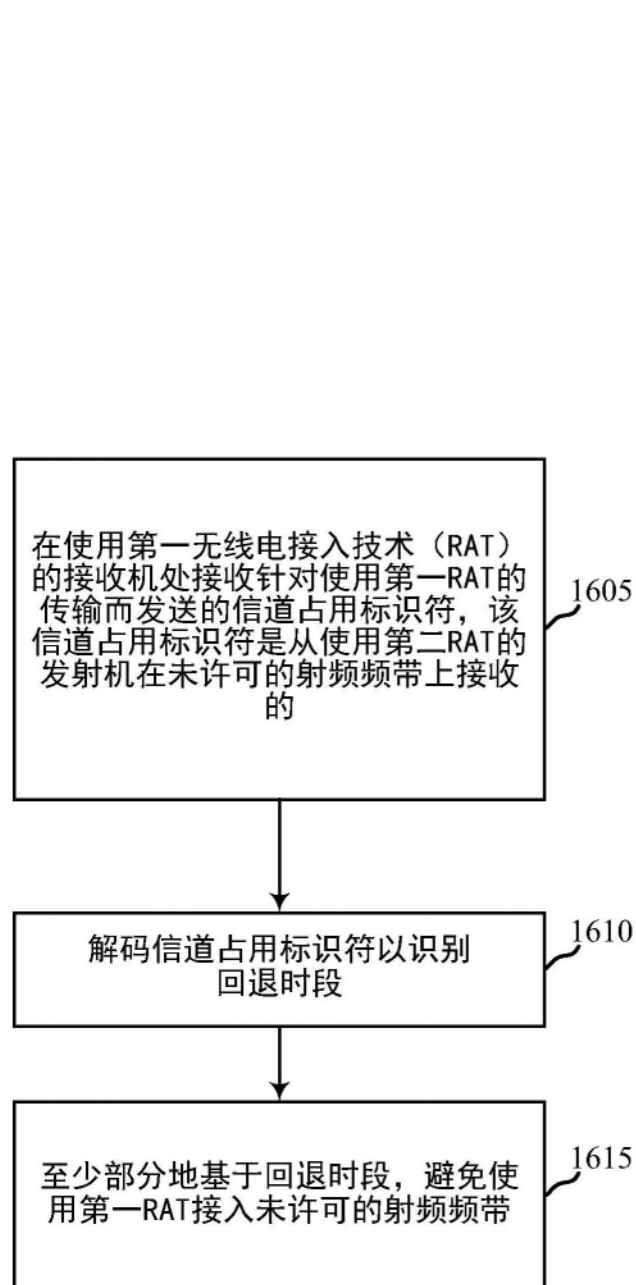 在使用第一无线电接入技术（RAT）
的接收机处接收针对使用第一RAT的
传输而发送的信道占用标识符，该
信道占用标识符是从使用第二RAT的
发射机在未许可的射频频带上接收
的
1605
解码信道占用标识符以识别
回退时段
1610
至少部分地基于回退时段，避免使
用第一RAT接入未许可的射频频带
1615